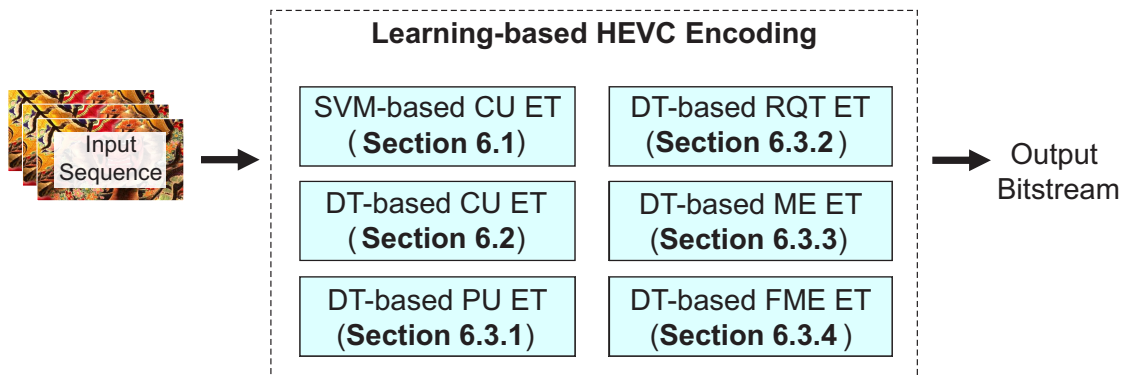 Learning-based HEVC Encoding
Input
Sequence
SVM-based CU ET
(Section 6.1)
DT-based CU ET
(Section 6.2)
DT-based PU ET
(Section 6.3.1)
DT-based RQT ET
(Section 6.3.2)
DT-based ME ET
(Section 6.3.3)
DT-based FME ET
(Section 6.3.4)
Output
Bitstream